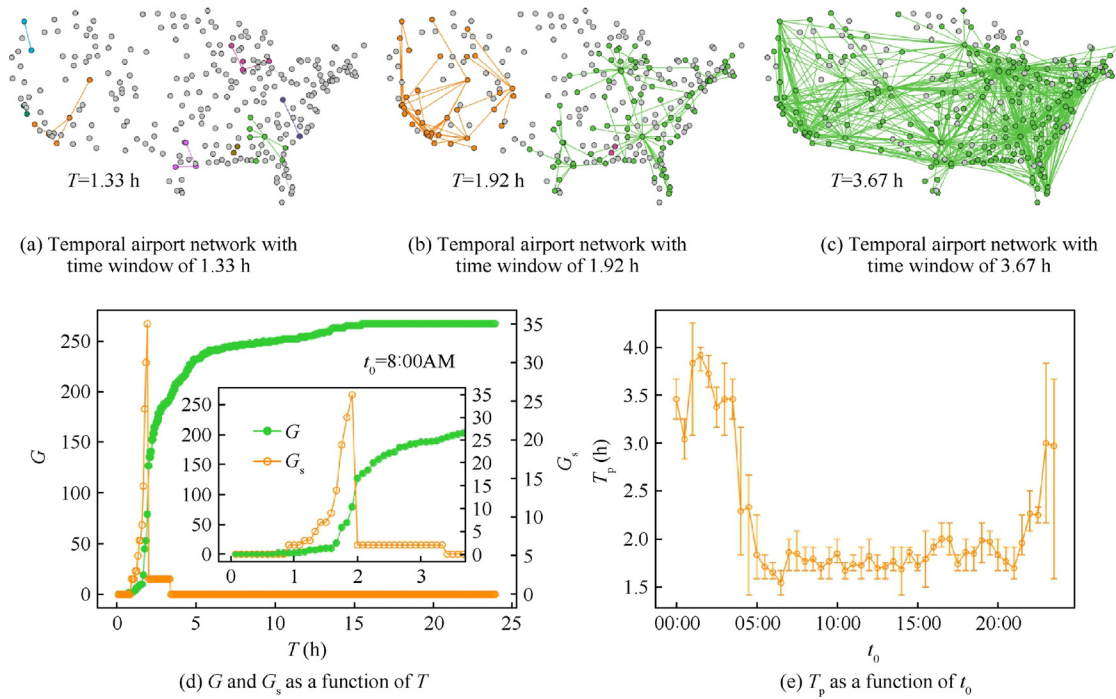 T=1.33 h
T=1.92 h
T=3.67 h
(a) Temporal airport network with
time window of 1.33 h
(b) Temporal airport network with
time window of 1.92 h
(c) Temporal airport network with
time window of 3.67 h
250
200
150
100
50
0
G
35
30
25
20
15
10
5
0
Gs
t0=8:00AM
250
200
150
100
50
0
35
30
25
20
15
10
5
0
G
Gs
1
2
3
0
5
10
15
20
25
T (h)
(d) G and Gs as a function of T
4.0
3.5
3.0
2.5
2.0
1.5
Tp (h)
00:00
05:00
10:00
15:00
20:00
t0
(e) Tp as a function of t0